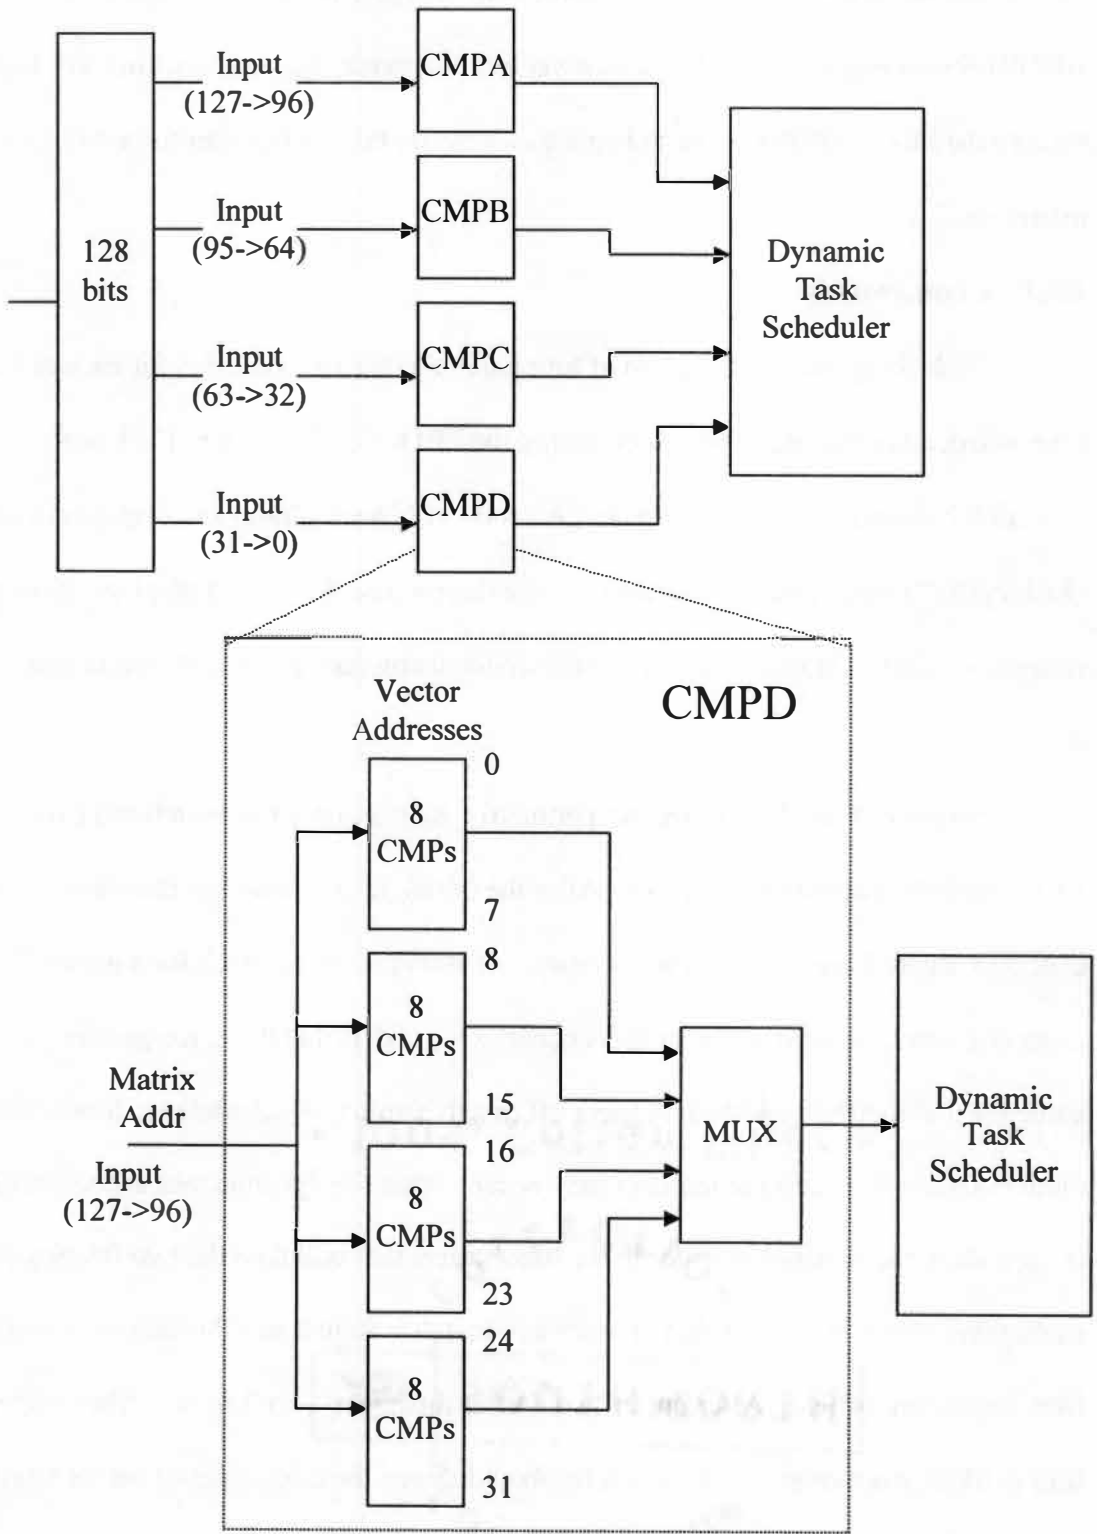 128
bits
Input
(127->96)
CMPA
Input
(95->64)
CMPB
Input
(63->32)
CMPC
Input
(31->0)
CMPD
Dynamic
Task
Scheduler
CMPD
Vector
Addresses
0
8
CMPs
7
8
8
CMPs
15
16
8
CMPs
23
24
8
CMPs
31
Matrix
Addr
Input
(127->96)
MUX
Dynamic
Task
Scheduler